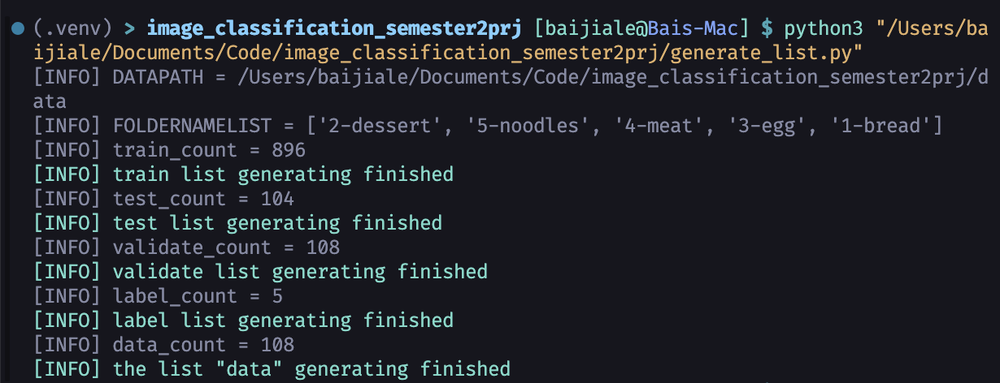 (.venv) > image_classification_semester2prj [baijiale@Bais-Mac] $ python3 "/Users/ba
ijiale/Documents/Code/image_classification_semester2prj/generate_list.py"
[INFO] DATAPATH = /Users/baijiale/Documents/Code/image_classification_semester2prj/d
ata
[INFO] FOLDERNAMELIST = ['2-dessert', '5-noodles', '4-meat', '3-egg', '1-bread']
[INFO] train_count = 896
[INFO] train list generating finished
[INFO] test_count = 104
[INFO] test list generating finished
[INFO] validate_count = 108
[INFO] validate list generating finished
[INFO] label_count = 5
[INFO] label list generating finished
[INFO] data_count = 108
[INFO] the list "data" generating finished